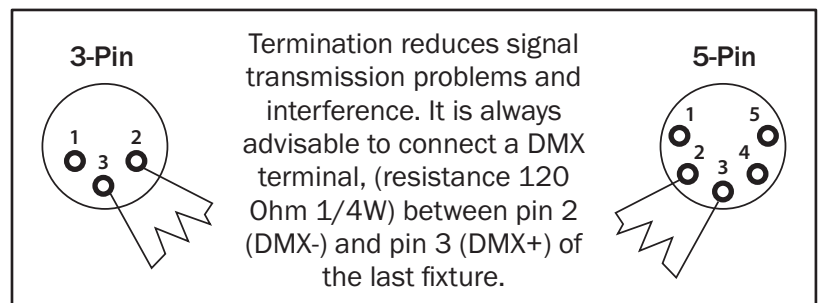 3-Pin
1 2
3
Termination reduces signal
transmission problems and
interference. It is always
advisable to connect a DMX
terminal, (resistance 120
Ohm 1/4W) between pin 2
(DMX-) and pin 3 (DMX+) of
the last fixture.
5-Pin
1 5
2 4
3